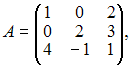 A = ⎛1 0 2⎞
⎜0 2 3⎟
⎝4 −1 1⎠,